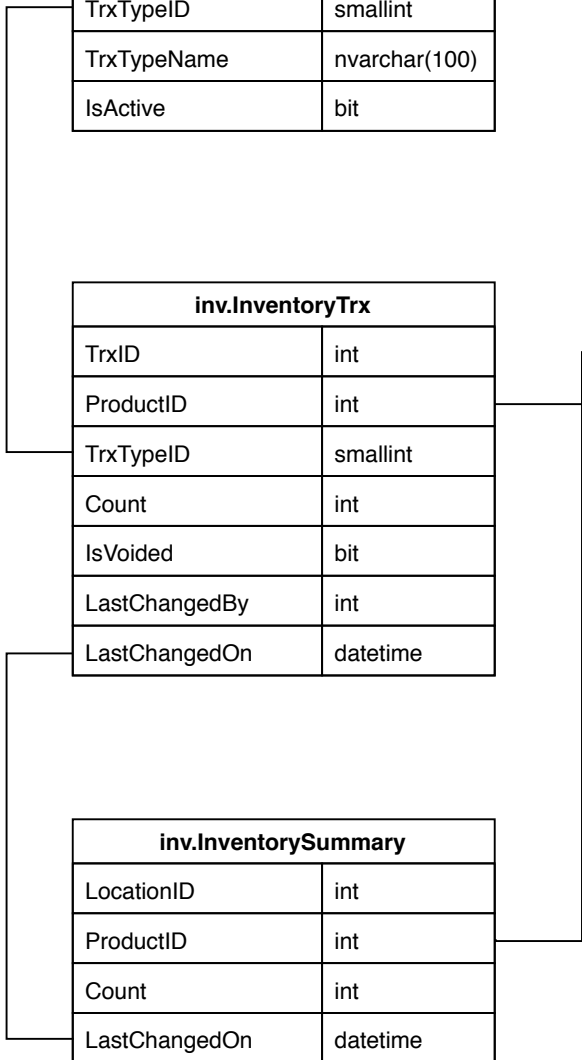 TrxTypeID smallint
TrxTypeName nvarchar(100)
IsActive bit
inv.InventoryTrx
TrxID int
ProductID int
TrxTypeID smallint
Count int
IsVoided bit
LastChangedBy int
LastChangedOn datetime
inv.InventorySummary
LocationID int
ProductID int
Count int
LastChangedOn datetime